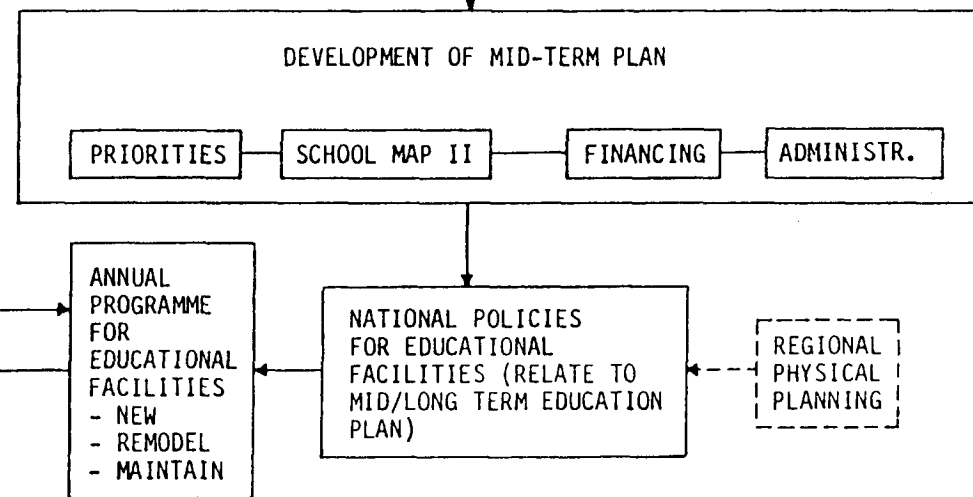 DEVELOPMENT OF MID-TERM PLAN
PRIORITIES
SCHOOL MAP II
FINANCING
ADMINISTR.
ANNUAL
PROGRAMME
FOR
EDUCATIONAL
FACILITIES
- NEW
- REMODEL
- MAINTAIN
NATIONAL POLICIES
FOR EDUCATIONAL
FACILITIES (RELATE TO
MID/LONG TERM EDUCATION
PLAN)
REGIONAL
PHYSICAL
PLANNING